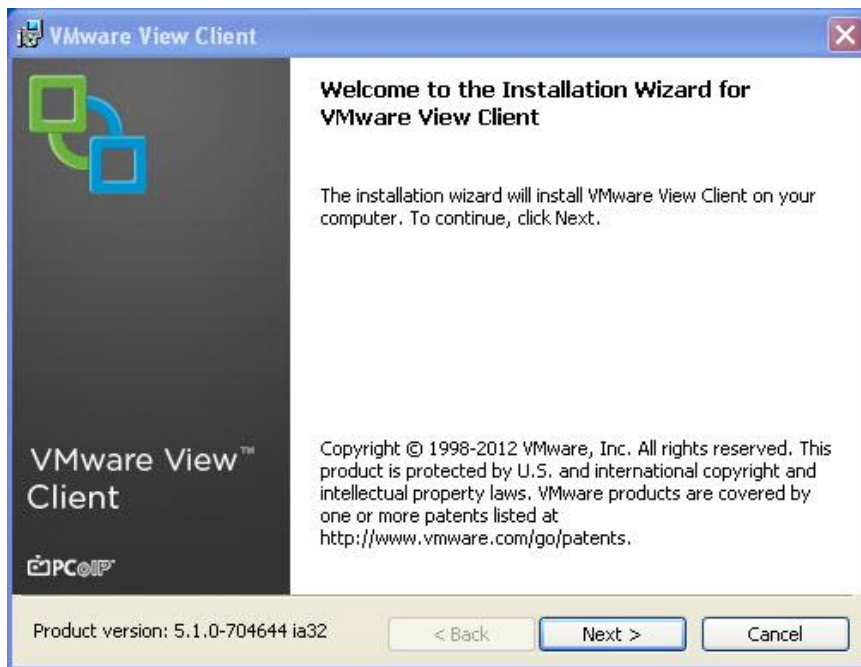 VMware View Client
Welcome to the Installation Wizard for
VMware View Client
The installation wizard will install VMware View Client on your
computer. To continue, click Next.
VMware View™
Client
PCoIP
Copyright © 1998-2012 VMware, Inc. All rights reserved. This
product is protected by U.S. and international copyright and
intellectual property laws. VMware products are covered by
one or more patents listed at
http://www.vmware.com/go/patents.
Product version: 5.1.0-704644 ia32
< Back
Next >
Cancel